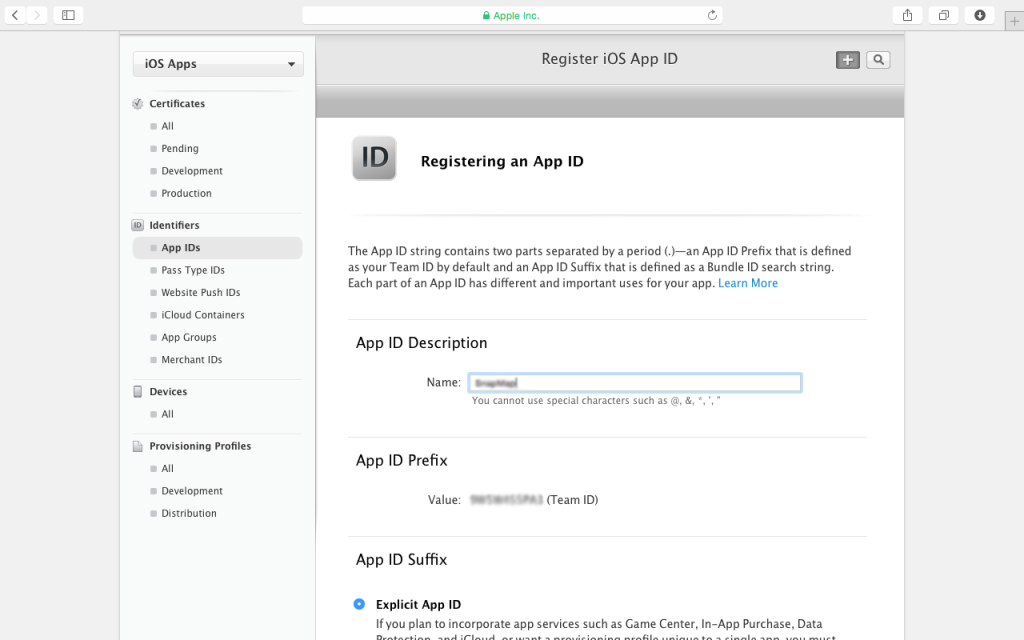 Apple Inc.
iOS Apps
Register iOS App ID
Certificates
All
Pending
Development
Production
ID Identifiers
App IDs
Pass Type IDs
Website Push IDs
iCloud Containers
App Groups
Merchant IDs
Devices
All
Provisioning Profiles
All
Development
Distribution
ID
Registering an App ID
The App ID string contains two parts separated by a period (.)—an App ID Prefix that is defined
as your Team ID by default and an App ID Suffix that is defined as a Bundle ID search string.
Each part of an App ID has different and important uses for your app. Learn More
App ID Description
Name:
You cannot use special characters such as @, &, *, ', "
App ID Prefix
Value: (Team ID)
App ID Suffix
Explicit App ID
If you plan to incorporate app services such as Game Center, In-App Purchase, Data
Protection, and iCloud, or want a provisioning profile unique to a single app, you must